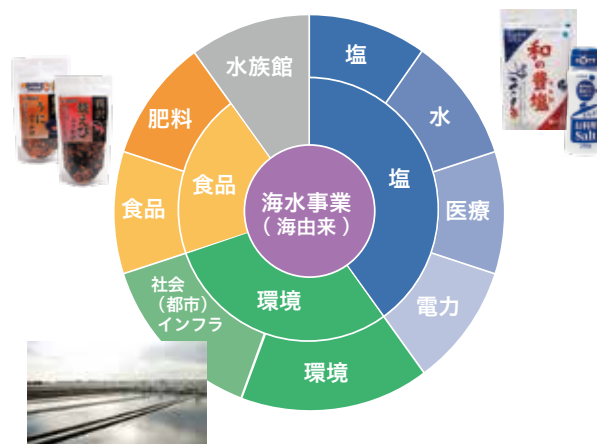 塩
水
医療
電力
環境
社会
（都市）
インフラ
食品
肥料
水族館
塩
環境
食品
海水事業
（ 海由来 ）
和の豊塩
Salt